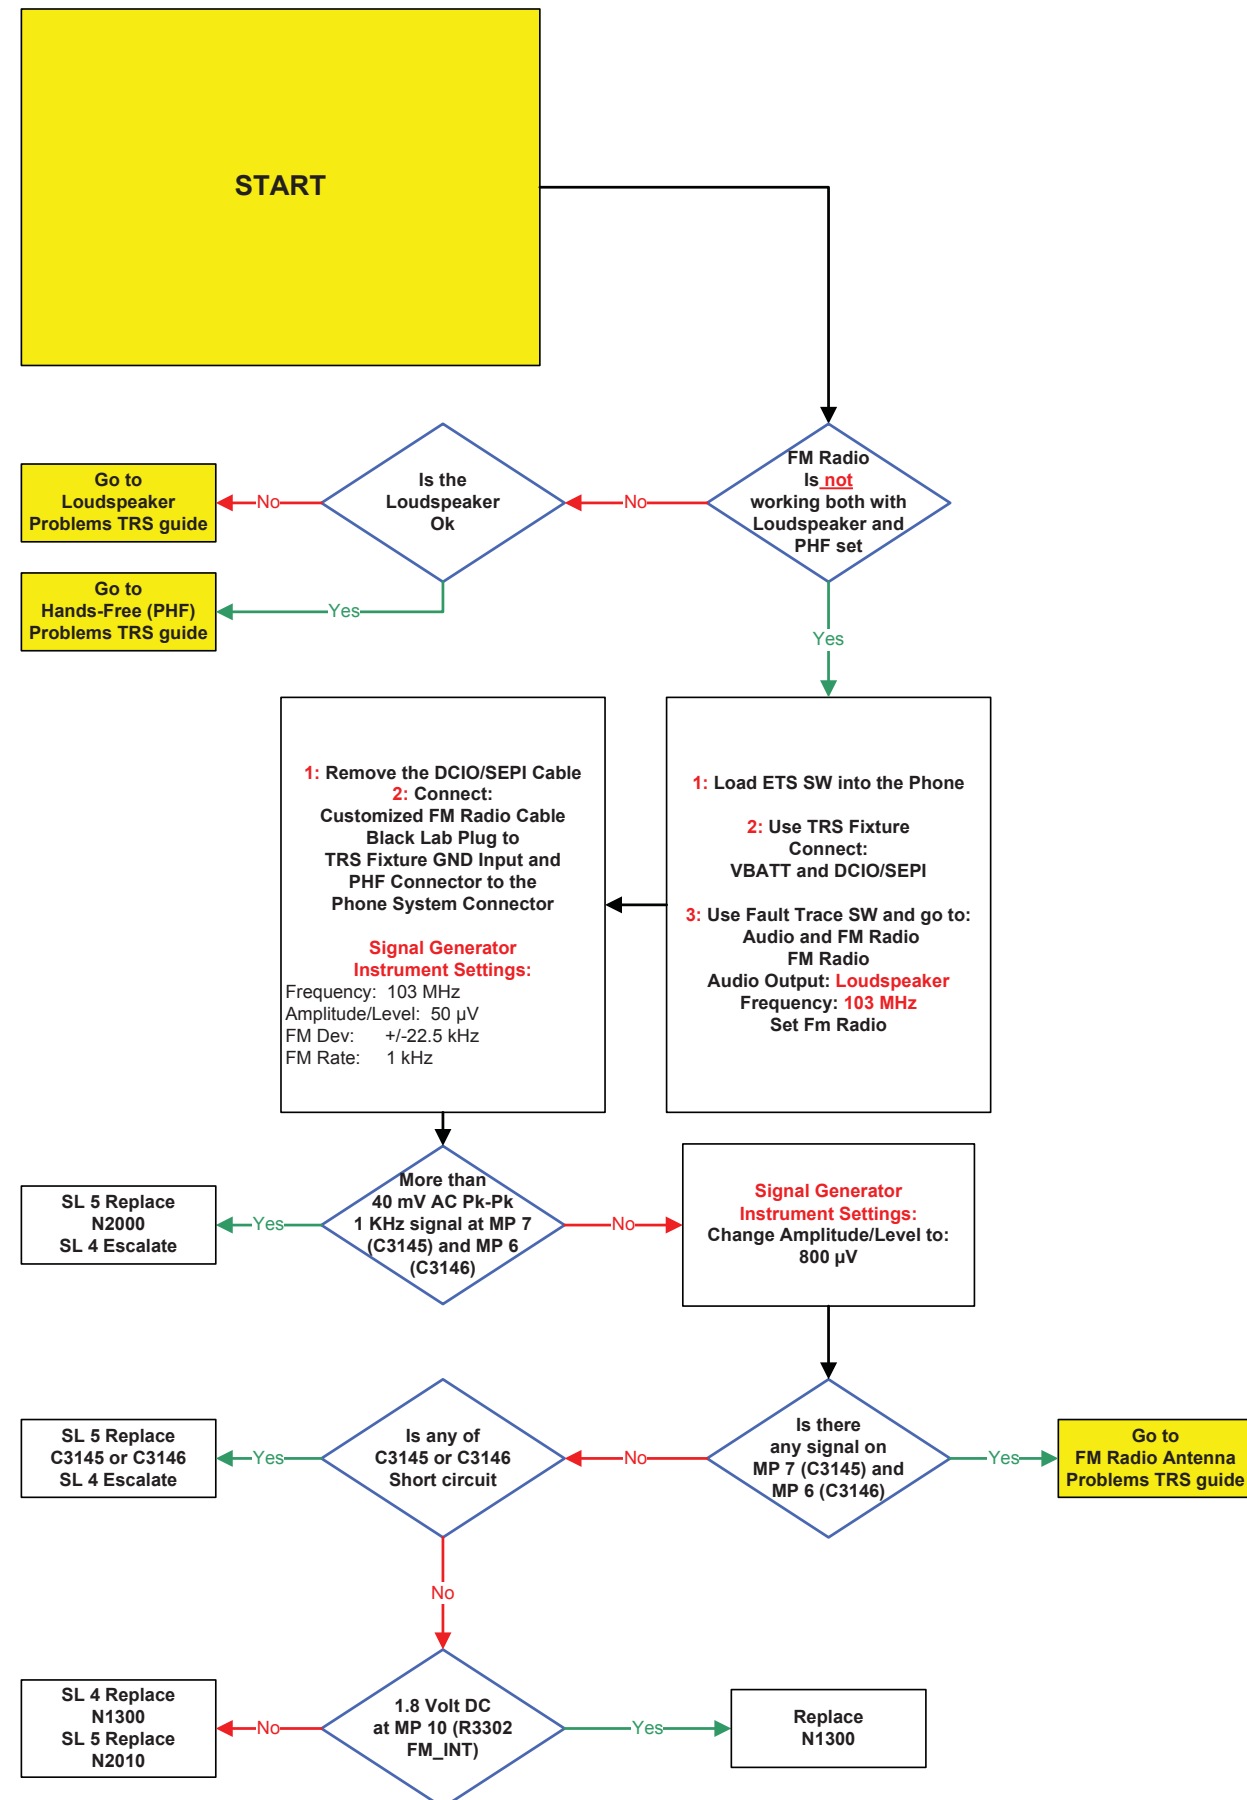 START
FM Radio
Is not
working both with
Loudspeaker and
PHF set
No
Is the
Loudspeaker
Ok
No
Go to
Loudspeaker
Problems TRS guide
Yes
Go to
Hands-Free (PHF)
Problems TRS guide
Yes
1: Load ETS SW into the Phone
2: Use TRS Fixture
Connect:
VBATT and DCIO/SEPI
3: Use Fault Trace SW and go to:
Audio and FM Radio
FM Radio
Audio Output: Loudspeaker
Frequency: 103 MHz
Set Fm Radio
1: Remove the DCIO/SEPI Cable
2: Connect:
Customized FM Radio Cable
Black Lab Plug to
TRS Fixture GND Input and
PHF Connector to the
Phone System Connector
Signal Generator
Instrument Settings:
Frequency: 103 MHz
Amplitude/Level: 50 µV
FM Dev: +/-22.5 kHz
FM Rate: 1 kHz
More than
40 mV AC Pk-Pk
1 KHz signal at MP 7
(C3145) and MP 6
(C3146)
Yes
SL 5 Replace
N2000
SL 4 Escalate
No
Signal Generator
Instrument Settings:
Change Amplitude/Level to:
800 µV
Is there
any signal on
MP 7 (C3145) and
MP 6 (C3146)
Yes
Go to
FM Radio Antenna
Problems TRS guide
No
Is any of
C3145 or C3146
Short circuit
Yes
SL 5 Replace
C3145 or C3146
SL 4 Escalate
No
1.8 Volt DC
at MP 10 (R3302
FM_INT)
No
SL 4 Replace
N1300
SL 5 Replace
N2010
Yes
Replace
N1300